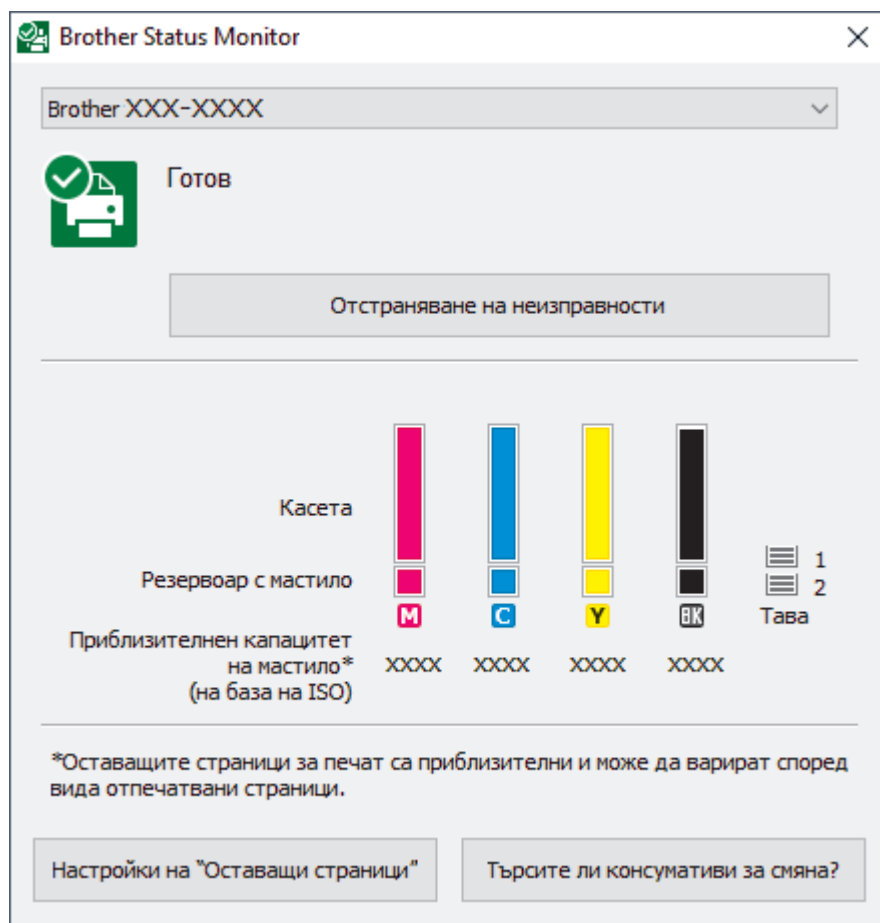 Brother Status Monitor
Brother XXX-XXXX
Готов
Отстраняване на неизправности
Касета
Резервоар с мастило
M C Y BK
1
2
Тава
Приблизителнен капацитет
на мастило*
(на база на ISO)
XXXX XXXX XXXX XXXX
*Оставащите страници за печат са приблизителни и може да варират според
вида отпечатвани страници.
Настройки на “Оставащи страници”
Търсите ли консумативи за смяна?